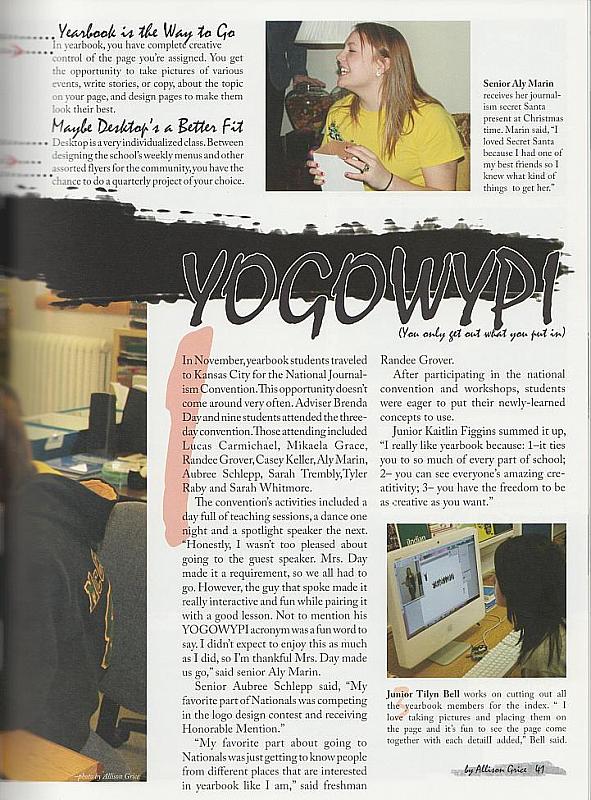 Yearbook is the Way to Go
In yearbook, you have complete creative
control of the page you're assigned. You get
the opportunity to take pictures of various
events, write stories, or copy, about the topic
on your page, and design pages to make them
look their best.
Maybe Desktop's a Better Fit
Desktop is a very individualized class. Between
designing the school's weekly menus and other
assorted flyers for the community, you have the
chance to do a quarterly project of your choice.
Senior Aly Marin
receives her journal-
ism secret Santa
present at Christmas
time. Marin said, "I
loved Secret Santa
because I had one of
my best friends so I
knew what kind of
things to get her."
YOGOWYPI
(You only get out what you put in)
In November, yearbook students traveled
to Kansas City for the National Journal-
ism Convention. This opportunity doesn't
come around very often. Adviser Brenda
Day and nine students attended the three-
day convention. Those attending included
Lucas Carmichael, Mikaela Grace,
Randee Grover, Casey Keller, Aly Marin,
Aubree Schlepp, Sarah Trembly, Tyler
Raby and Sarah Whitmore.
The convention's activities included a
day full of teaching sessions, a dance one
night and a spotlight speaker the next.
"Honestly, I wasn't too pleased about
going to the guest speaker. Mrs. Day
made it a requirement, so we all had to
go. However, the guy that spoke made it
really interactive and fun while pairing it
with a good lesson. Not to mention his
YOGOWYPI acronym was a fun word to
say. I didn't expect to enjoy this as much
as I did, so I'm thankful Mrs. Day made
us go," said senior Aly Marin.
Senior Aubree Schlepp said, "My
favorite part of Nationals was competing
in the logo design contest and receiving
Honorable Mention."
"My favorite part about going to
Nationals was just getting to know people
from different places that are interested
in yearbook like I am," said freshman
Randee Grover.
After participating in the national
convention and workshops, students
were eager to put their newly-learned
concepts to use.
Junior Kaitlin Figgins summed it up,
"I really like yearbook because: 1–it ties
you to so much of every part of school;
2– you can see everyone's amazing cre-
atitivity; 3– you have the freedom to be
as creative as you want."
Junior Tilyn Bell works on cutting out all
the yearbook members for the index. " I
love taking pictures and placing them on
the page and it's fun to see the page
come together with each detaill added," Bell said.
-photo by Allison Grice
by Allison Grice 41